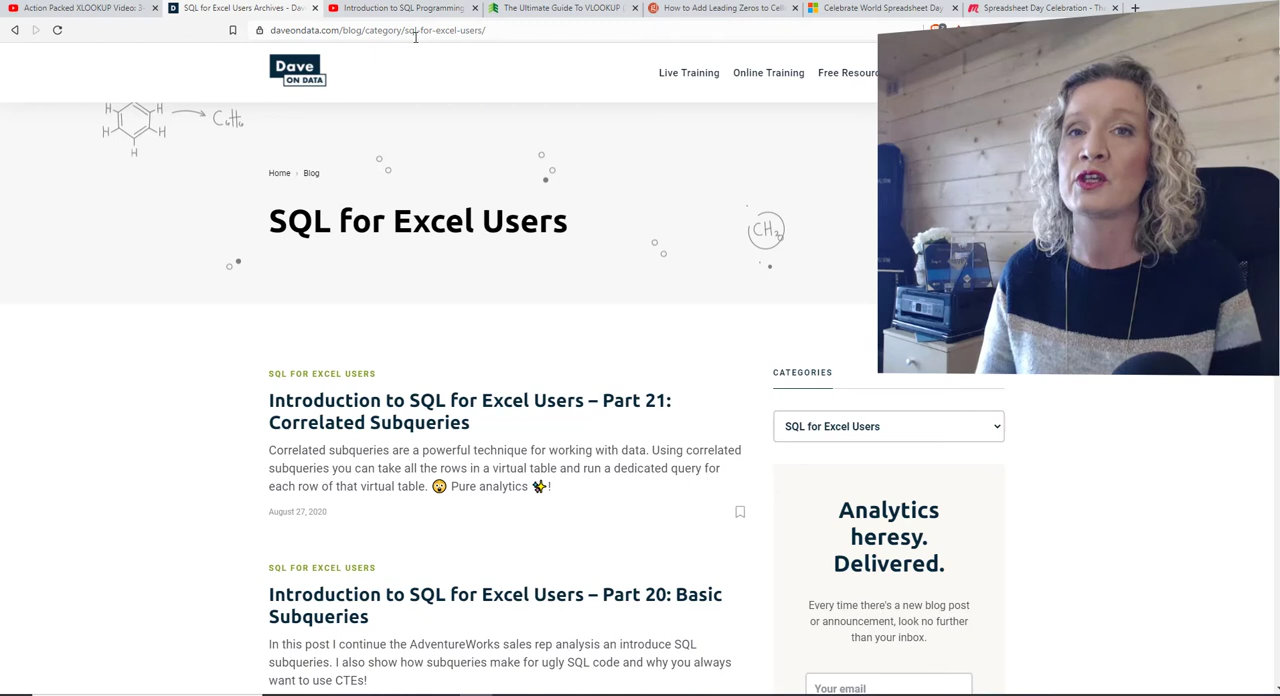 Action Packed XLOOKUP Video: 3-
SQL for Excel Users Archives - Dav
Introduction to SQL Programming
The Ultimate Guide To VLOOKUP
How to Add Leading Zeros to Cel
Celebrate World Spreadsheet Day
Spreadsheet Day Celebration - The
daveondata.com/blog/category/sql-for-excel-users/
Dave
ON DATA
Live Training
Online Training
Free Resour
H
H
H
H
H
C6H6
Home › Blog
SQL for Excel Users
CH
SQL FOR EXCEL USERS
Introduction to SQL for Excel Users – Part 21:
Correlated Subqueries
Correlated subqueries are a powerful technique for working with data. Using correlated
subqueries you can take all the rows in a virtual table and run a dedicated query for
each row of that virtual table. 😲 Pure analytics ✨!
August 27, 2020
SQL FOR EXCEL USERS
Introduction to SQL for Excel Users – Part 20: Basic
Subqueries
In this post I continue the AdventureWorks sales rep analysis an introduce SQL
subqueries. I also show how subqueries make for ugly SQL code and why you always
want to use CTEs!
CATEGORIES
SQL for Excel Users
Analytics
heresy.
Delivered.
Every time there's a new blog post
or announcement, look no further
than your inbox.
Your email